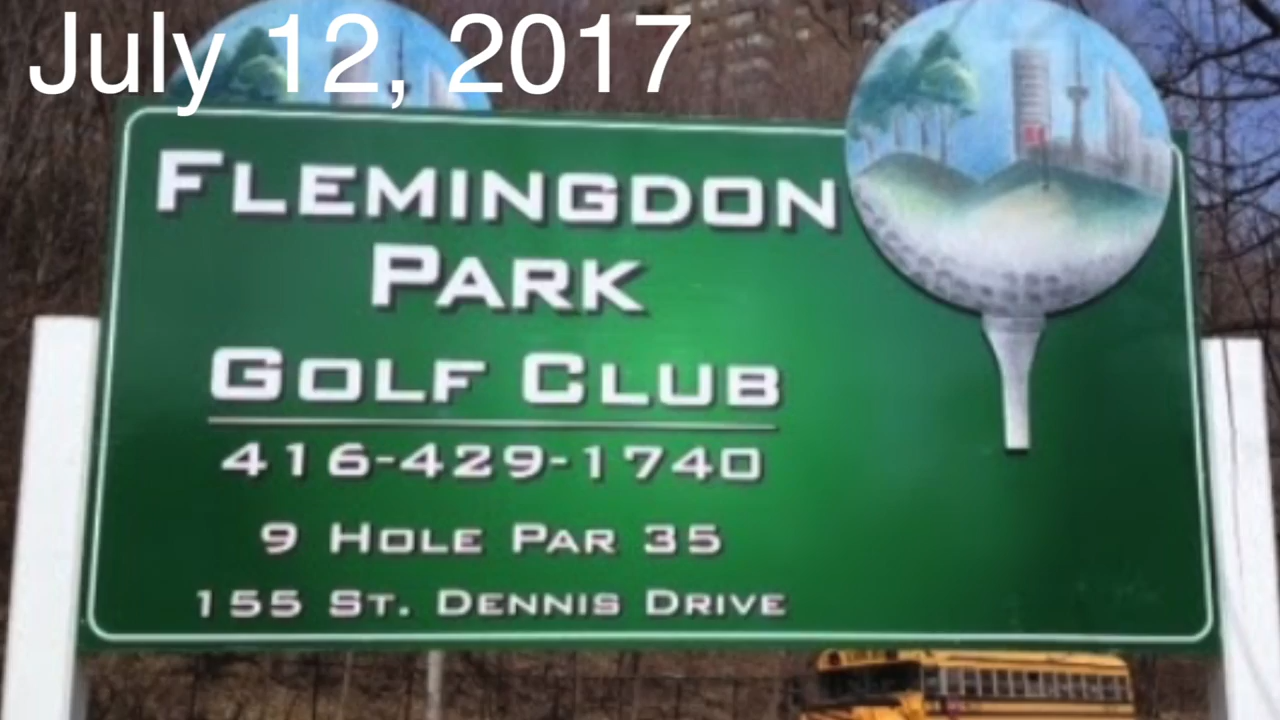 July 12, 2017
FLEMINGDON
PARK
GOLF CLUB
416-429-1740
9 HOLE PAR 35
155 ST. DENNIS DRIVE